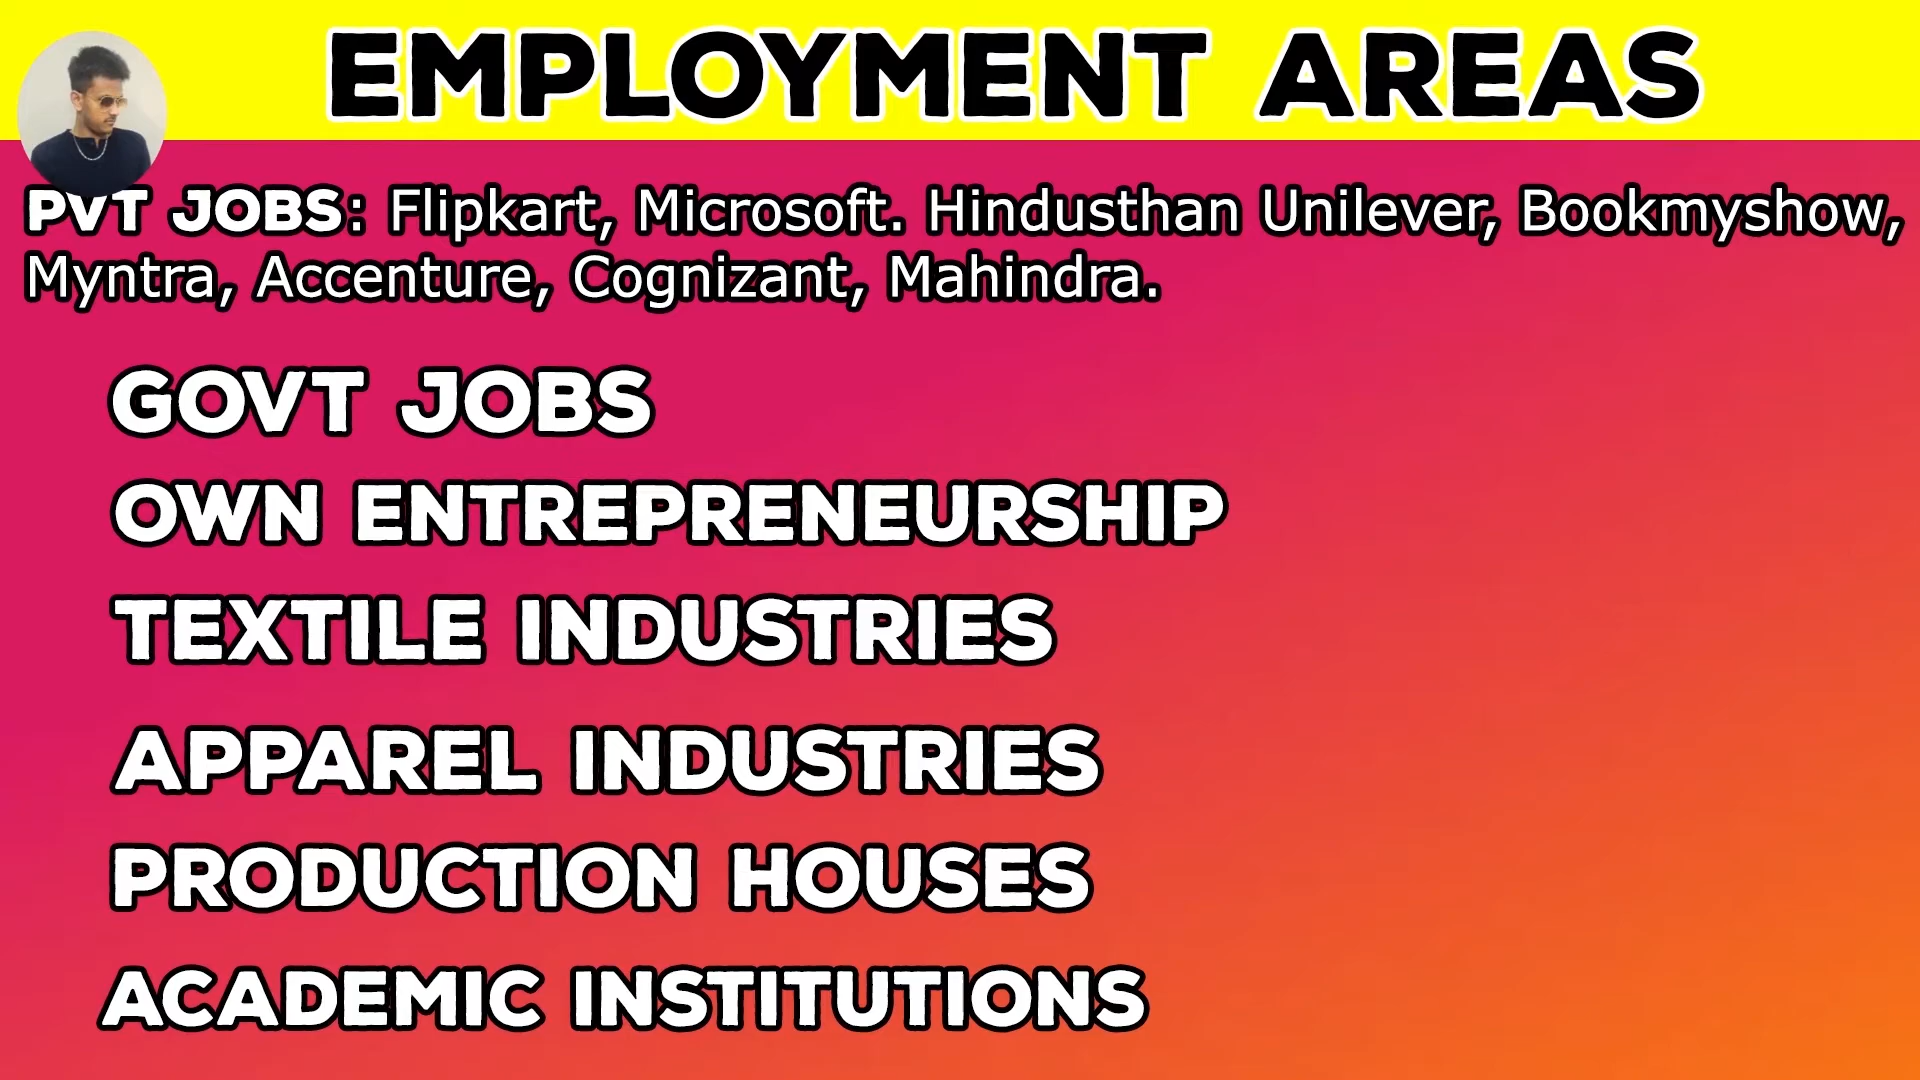 EMPLOYMENT AREAS
PVT JOBS: Flipkart, Microsoft. Hindusthan Unilever, Bookmyshow,
Myntra, Accenture, Cognizant, Mahindra.
GOVT JOBS
OWN ENTREPRENEURSHIP
TEXTILE INDUSTRIES
APPAREL INDUSTRIES
PRODUCTION HOUSES
ACADEMIC INSTITUTIONS